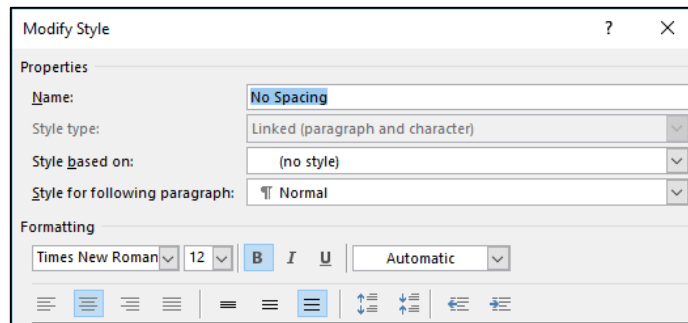 Modify Style ? X
Properties
Name: No Spacing
Style type: Linked (paragraph and character)
Style based on: (no style)
Style for following paragraph: ¶ Normal
Formatting
Times New Roman 12 B I U Automatic